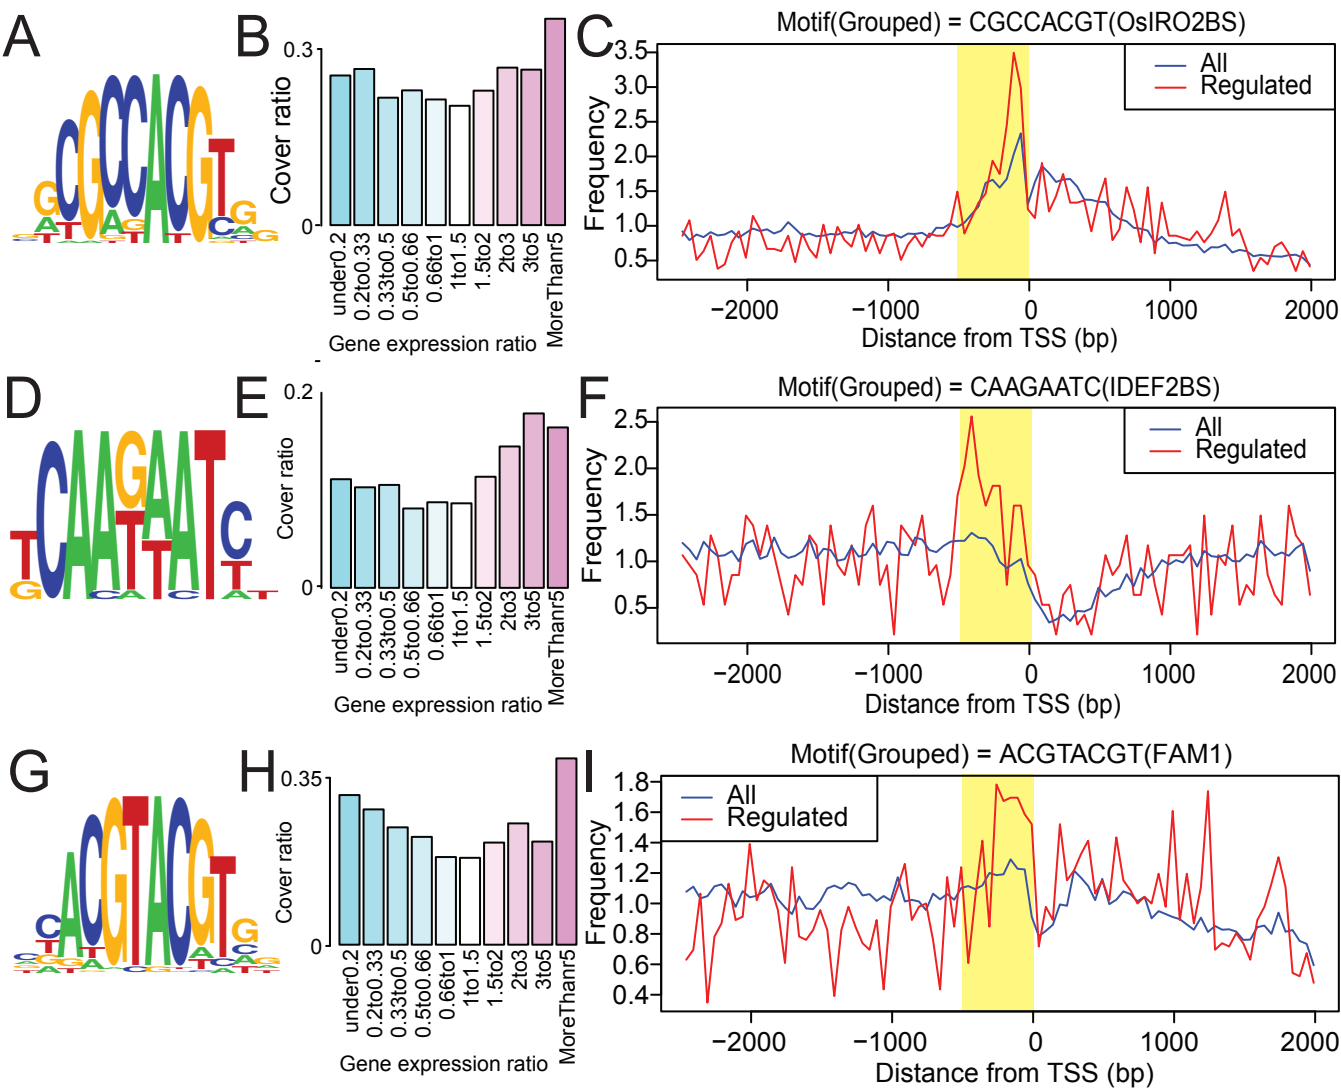 A
B
0.3
Cover ratio
0
under0.2
0.2to0.33
0.33to0.5
0.5to0.66
0.66to1
1to1.5
1.5to2
2to3
3to5
MoreThanr5
Gene expression ratio
C
Motif(Grouped) = CGCCACGT(OsIRO2BS)
All
Regulated
Frequency
3.5
3.0
2.5
2.0
1.5
1.0
0.5
−2000
−1000
0
1000
2000
Distance from TSS (bp)
D
E
0.2
Cover ratio
0
under0.2
0.2to0.33
0.33to0.5
0.5to0.66
0.66to1
1to1.5
1.5to2
2to3
3to5
MoreThanr5
Gene expression ratio
F
Motif(Grouped) = CAAGAATC(IDEF2BS)
All
Regulated
Frequency
2.5
2.0
1.5
1.0
0.5
−2000
−1000
0
1000
2000
Distance from TSS (bp)
G
H
0.35
Cover ratio
0
under0.2
0.2to0.33
0.33to0.5
0.5to0.66
0.66to1
1to1.5
1.5to2
2to3
3to5
MoreThanr5
Gene expression ratio
I
Motif(Grouped) = ACGTACGT(FAM1)
All
Regulated
Frequency
1.8
1.6
1.4
1.2
1.0
0.8
0.6
0.4
−2000
−1000
0
1000
2000
Distance from TSS (bp)